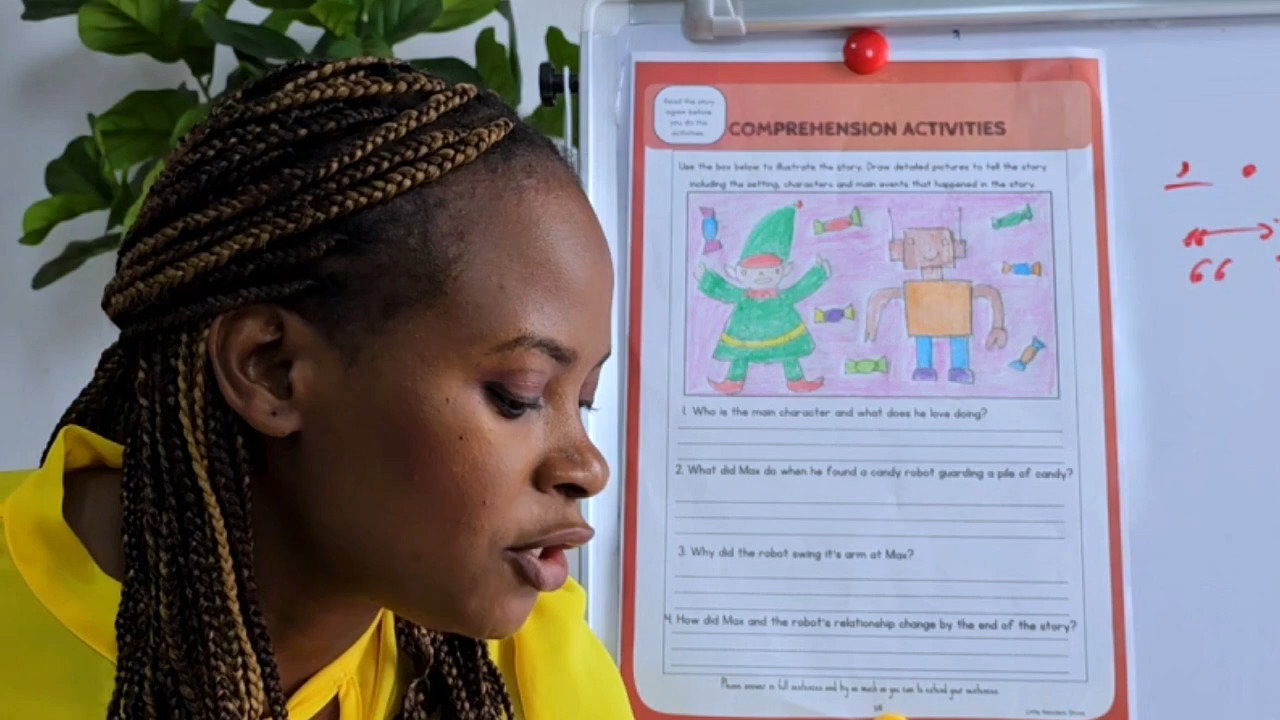 Read the story
again before
you do the
activities.
COMPREHENSION ACTIVITIES
Use the box below to illustrate the story. Draw detailed pictures to tell the story
including the setting, characters and main events that happened in the story.
1. Who is the main character and what does he love doing?
2. What did Max do when he found a candy robot guarding a pile of candy?
3. Why did the robot swing it's arm at Max?
4. How did Max and the robot's relationship change by the end of the story?
Please answer in full sentences and try as much as you can to extend your sentences.